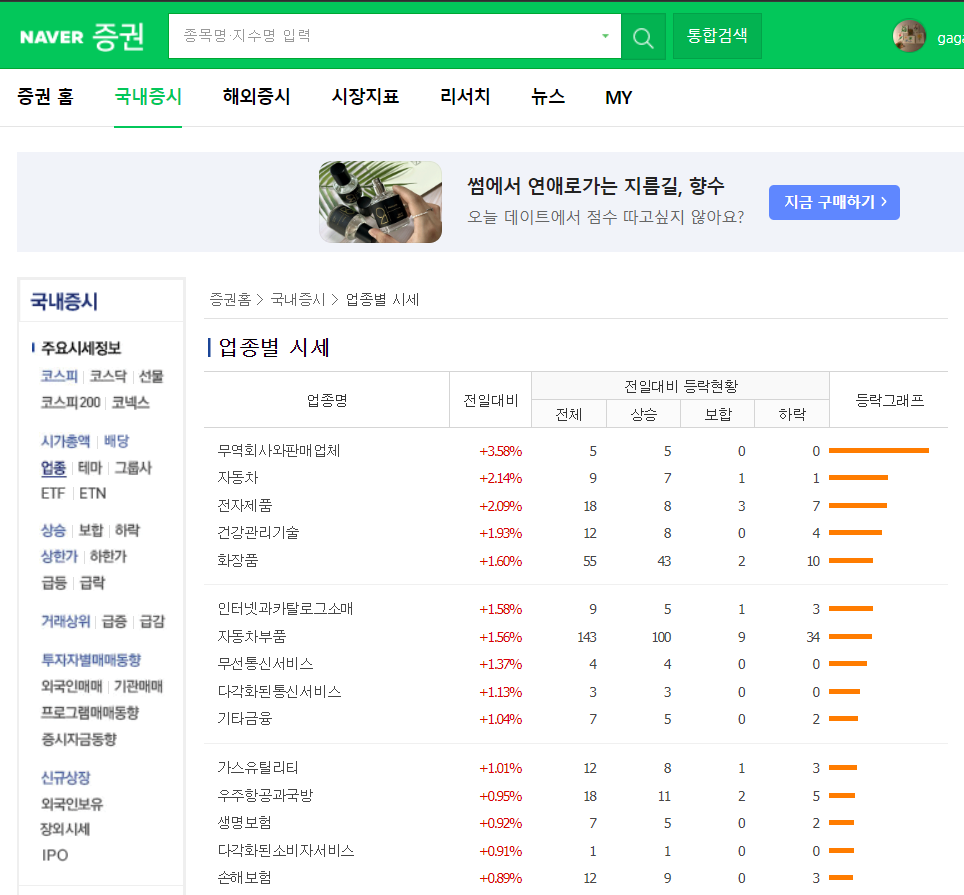 NAVER 증권
종목명·지수명 입력
통합검색
증권 홈 국내증시 해외증시 시장지표 리서치 뉴스 MY
썸에서 연애로가는 지름길, 향수
오늘 데이트에서 점수 따고싶지 않아요?
지금 구매하기 >
국내증시
주요시세정보
코스피 | 코스닥 | 선물
코스피200 | 코넥스
시가총액 | 배당
업종 | 테마 | 그룹사
ETF | ETN
상승 | 보합 | 하락
상한가 | 하한가
급등 | 급락
거래상위 | 급증 | 급감
투자자별매매동향
외국인매매 | 기관매매
프로그램매매동향
증시자금동향
신규상장
외국인보유
장외시세
IPO
증권홈 > 국내증시 > 업종별 시세
업종별 시세
업종명 전일대비 전일대비 등락현황 등락그래프
전체 상승 보합 하락
무역회사와판매업체 +3.58% 5 5 0 0
자동차 +2.14% 9 7 1 1
전자제품 +2.09% 18 8 3 7
건강관리기술 +1.93% 12 8 0 4
화장품 +1.60% 55 43 2 10
인터넷과카탈로그소매 +1.58% 9 5 1 3
자동차부품 +1.56% 143 100 9 34
무선통신서비스 +1.37% 4 4 0 0
다각화된통신서비스 +1.13% 3 3 0 0
기타금융 +1.04% 7 5 0 2
가스유틸리티 +1.01% 12 8 1 3
우주항공과국방 +0.95% 18 11 2 5
생명보험 +0.92% 7 5 0 2
다각화된소비자서비스 +0.91% 1 1 0 0
손해보험 +0.89% 12 9 0 3